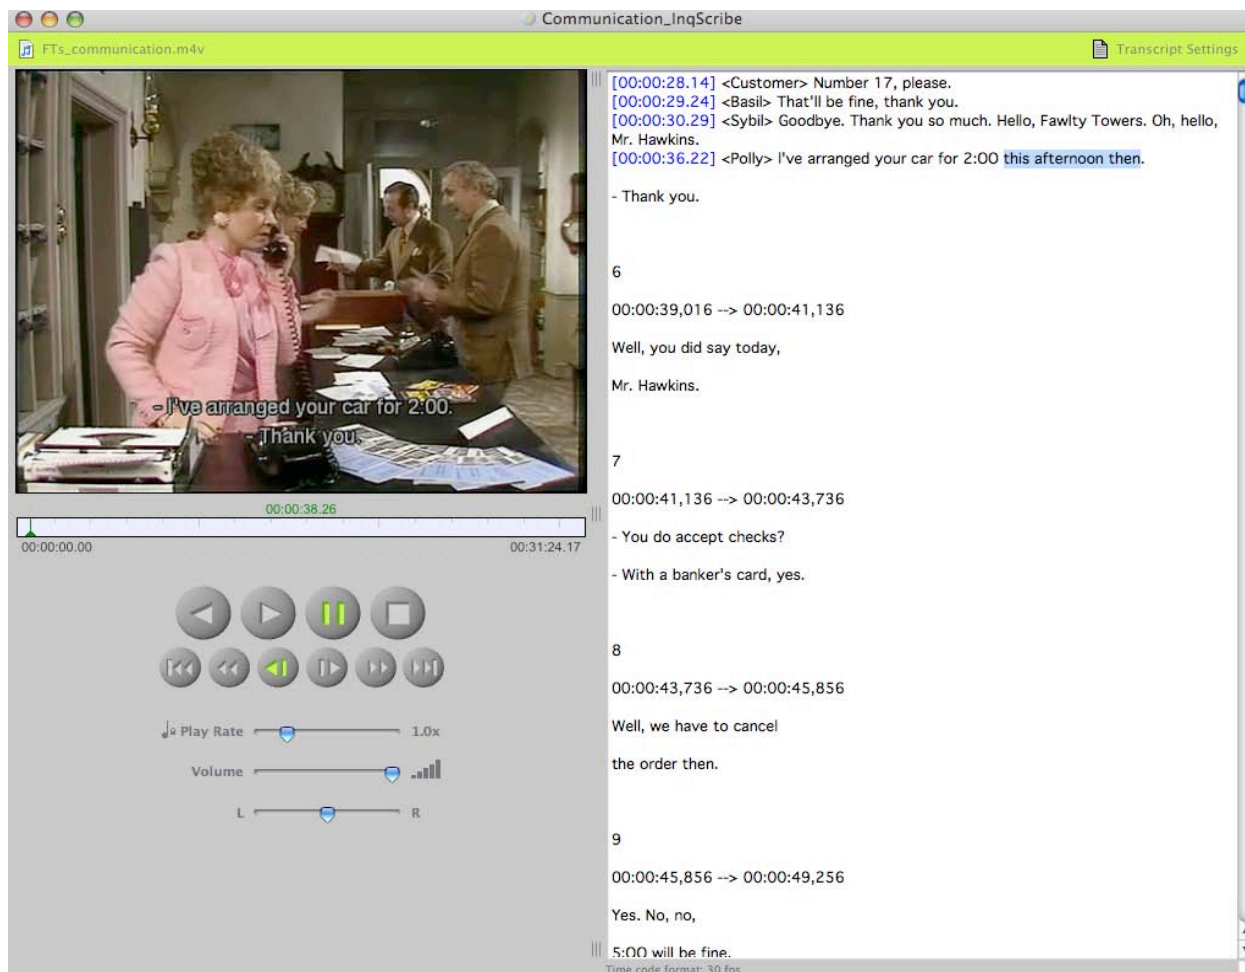 Communication_InqScribe
FTs_communication.m4v
Transcript Settings
- I've arranged your car for 2:00.
- Thank you.
00:00:38.26
00:00:00.00
00:31:24.17
Play Rate
1.0x
Volume
L
R
[00:00:28.14] <Customer> Number 17, please.
[00:00:29.24] <Basil> That'll be fine, thank you.
[00:00:30.29] <Sybil> Goodbye. Thank you so much. Hello, Fawlty Towers. Oh, hello,
Mr. Hawkins.
[00:00:36.22] <Polly> I've arranged your car for 2:00 this afternoon then.
- Thank you.
6
00:00:39,016 --> 00:00:41,136
Well, you did say today,
Mr. Hawkins.
7
00:00:41,136 --> 00:00:43,736
- You do accept checks?
- With a banker's card, yes.
8
00:00:43,736 --> 00:00:45,856
Well, we have to cancel
the order then.
9
00:00:45,856 --> 00:00:49,256
Yes. No, no,
5:00 will be fine.
Time code format: 30 fps